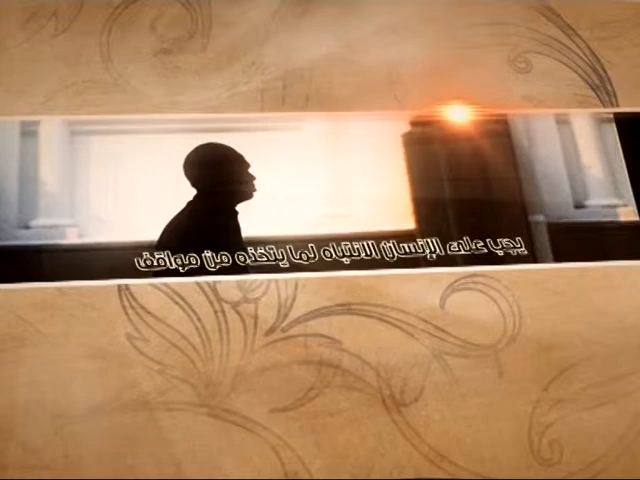 يجب على الإنسان الانتباه لما يتخذه من مواقف